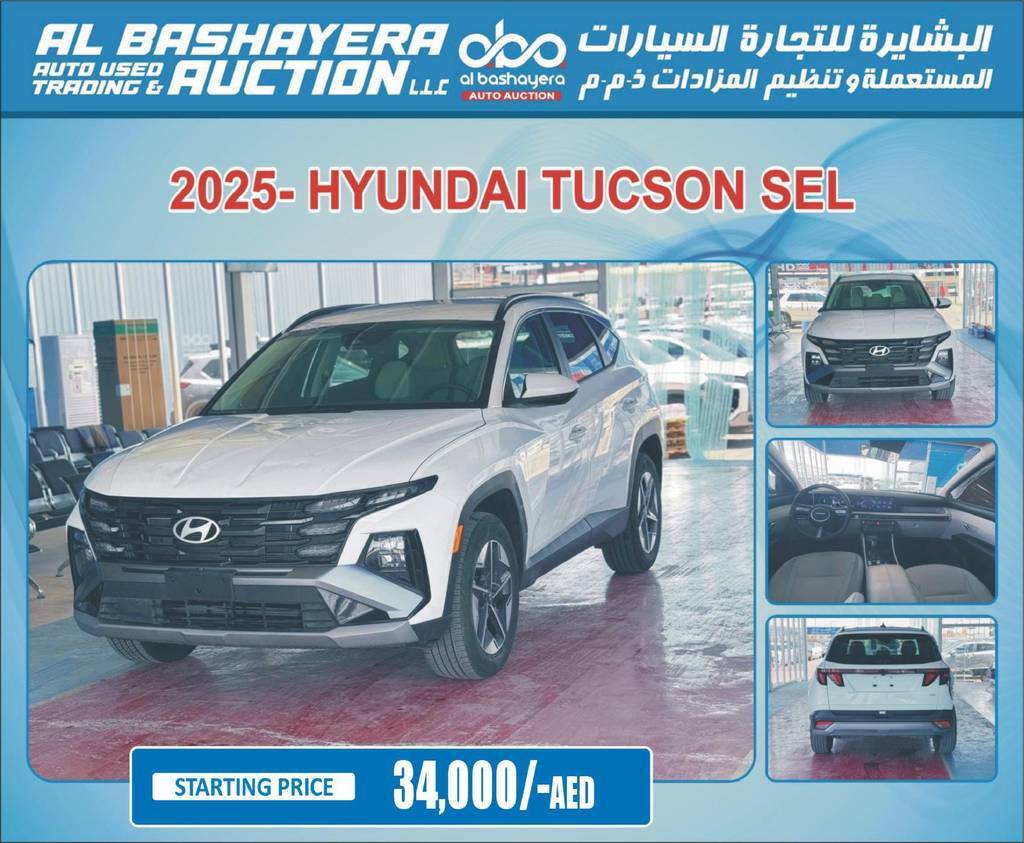 AL BASHAYERA
AUTO USED
TRADING & AUCTION L.L.C
aba
al bashayera
AUTO AUCTION
البشايرة للتجارة السيارات
المستعملة و تنظيم المزادات ذ-م-م
2025- HYUNDAI TUCSON SEL
STARTING PRICE 34,000/-AED